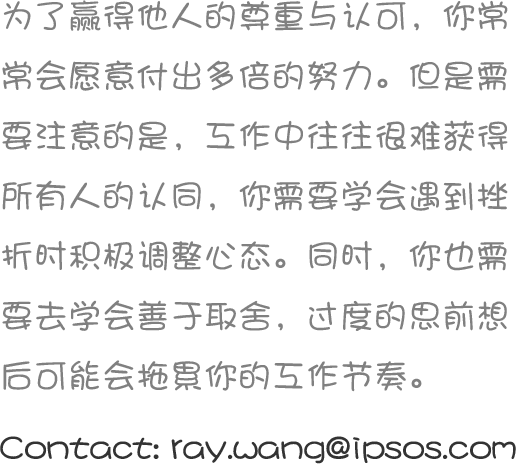 为了赢得他人的尊重与认可，你常
常会愿意付出多倍的努力。但是需
要注意的是，工作中往往很难获得
所有人的认同，你需要学会遇到挫
折时积极调整心态。同时，你也需
要去学会善于取舍，过度的思前想
后可能会拖累你的工作节奏。
Contact: ray.wang@ipsos.com